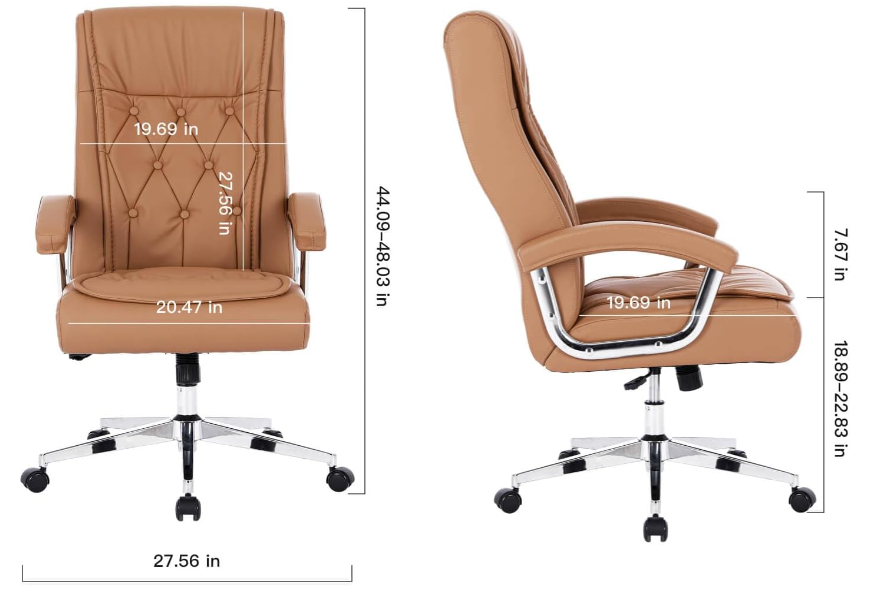 19.69 in
27.56 in
20.47 in
44.09–48.03 in
27.56 in
19.69 in
7.67 in
18.89–22.83 in